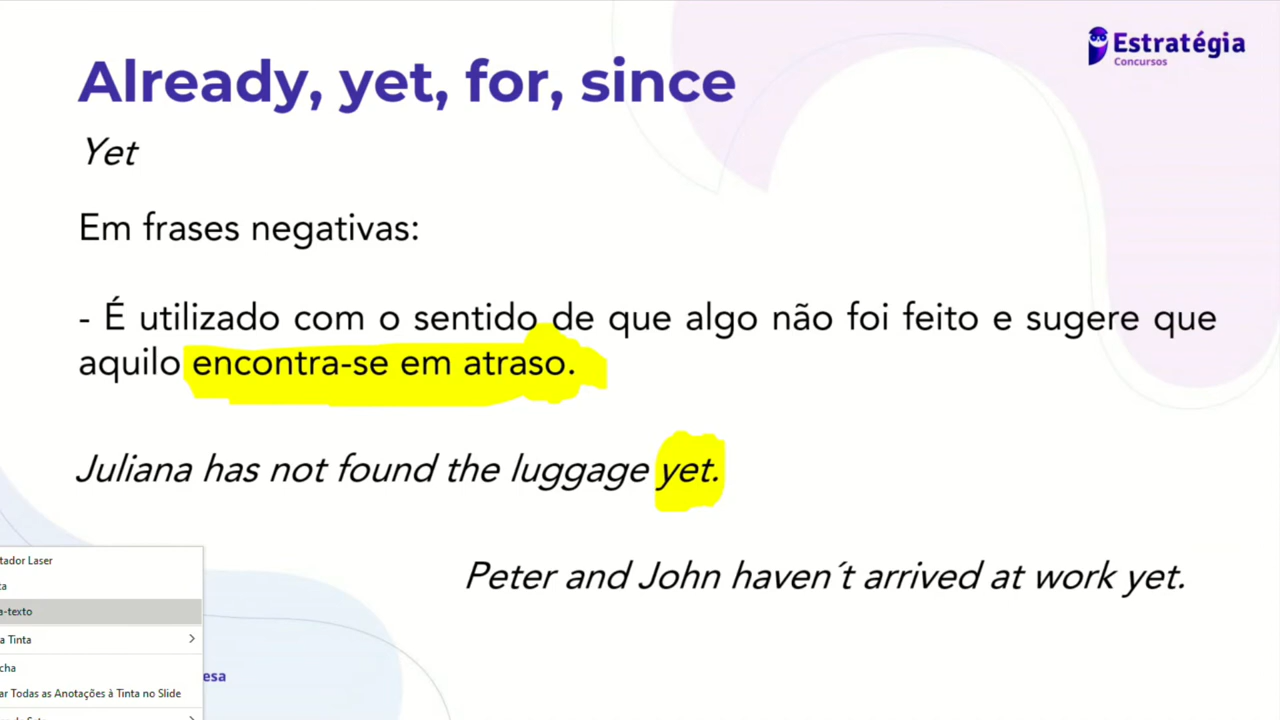 Estratégia
Concursos
Already, yet, for, since
Yet
Em frases negativas:
- É utilizado com o sentido de que algo não foi feito e sugere que
aquilo encontra-se em atraso.
Juliana has not found the luggage yet.
Peter and John haven´t arrived at work yet.
tador Laser
ta
a-texto
a Tinta
cha
ar Todas as Anotações à Tinta no Slide
esa